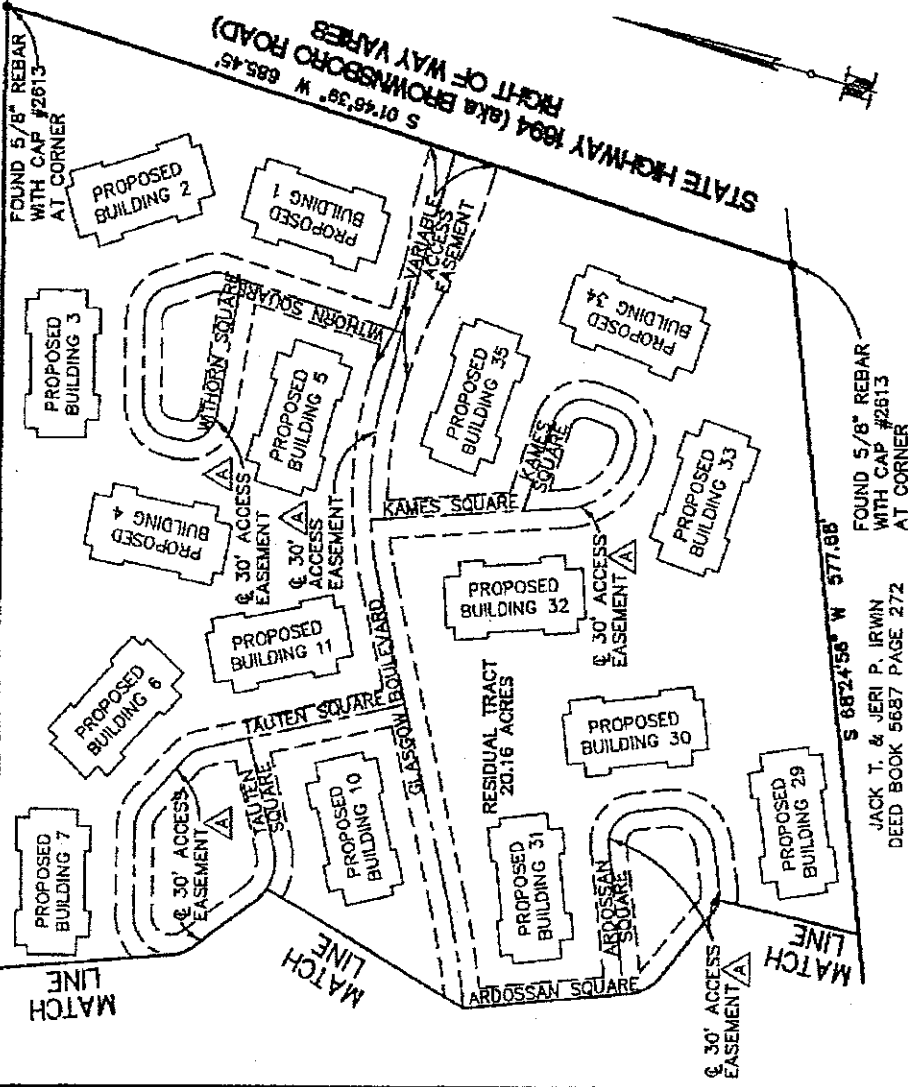 FOUND 5/8" REBAR
WITH CAP #2613
AT CORNER
PROPOSED
BUILDING 2
PROPOSED
BUILDING 1
PROPOSED
BUILDING 3
STATE HIGHWAY 1694 (aka BROWNSBORO ROAD)
RIGHT OF WAY VARIES
S 01°46'39" W 685.45'
WITHORN SQUARE
WITHORN SQUARE
VARIABLE
ACCESS
EASEMENT
PROPOSED
BUILDING 5
PROPOSED
BUILDING 4
℄ 30' ACCESS
EASEMENT
A
℄ 30'
ACCESS
EASEMENT
A
PROPOSED
BUILDING 34
PROPOSED
BUILDING 35
KAMES SQUARE
KAMES
SQUARE
PROPOSED
BUILDING 33
PROPOSED
BUILDING 11
PROPOSED
BUILDING 32
℄ 30' ACCESS
EASEMENT
A
PROPOSED
BUILDING 6
TAUTEN SQUARE
GLASGOW BOULEVARD
PROPOSED
BUILDING 7
℄ 30' ACCESS
EASEMENT
A
TAUTEN
SQUARE
PROPOSED
BUILDING 10
RESIDUAL TRACT
20.16 ACRES
PROPOSED
BUILDING 30
PROPOSED
BUILDING 31
PROPOSED
BUILDING 29
ARDOSSAN
SQUARE
ARDOSSAN SQUARE
MATCH
LINE
MATCH
LINE
MATCH
LINE
℄ 30' ACCESS
EASEMENT
A
S 68°24'58" W 577.88'
JACK T. & JERI P. IRWIN
DEED BOOK 5687 PAGE 272
FOUND 5/8" REBAR
WITH CAP #2613
AT CORNER
N